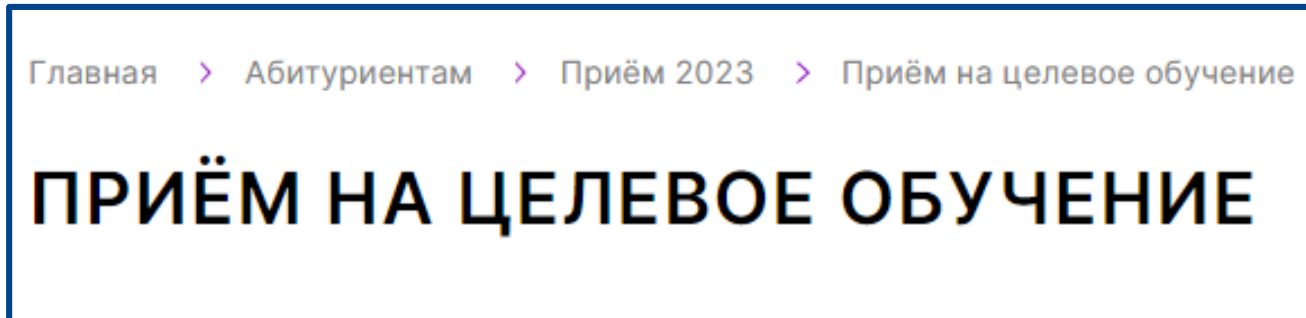 Главная > Абитуриентам > Приём 2023 > Приём на целевое обучение
ПРИЁМ НА ЦЕЛЕВОЕ ОБУЧЕНИЕ